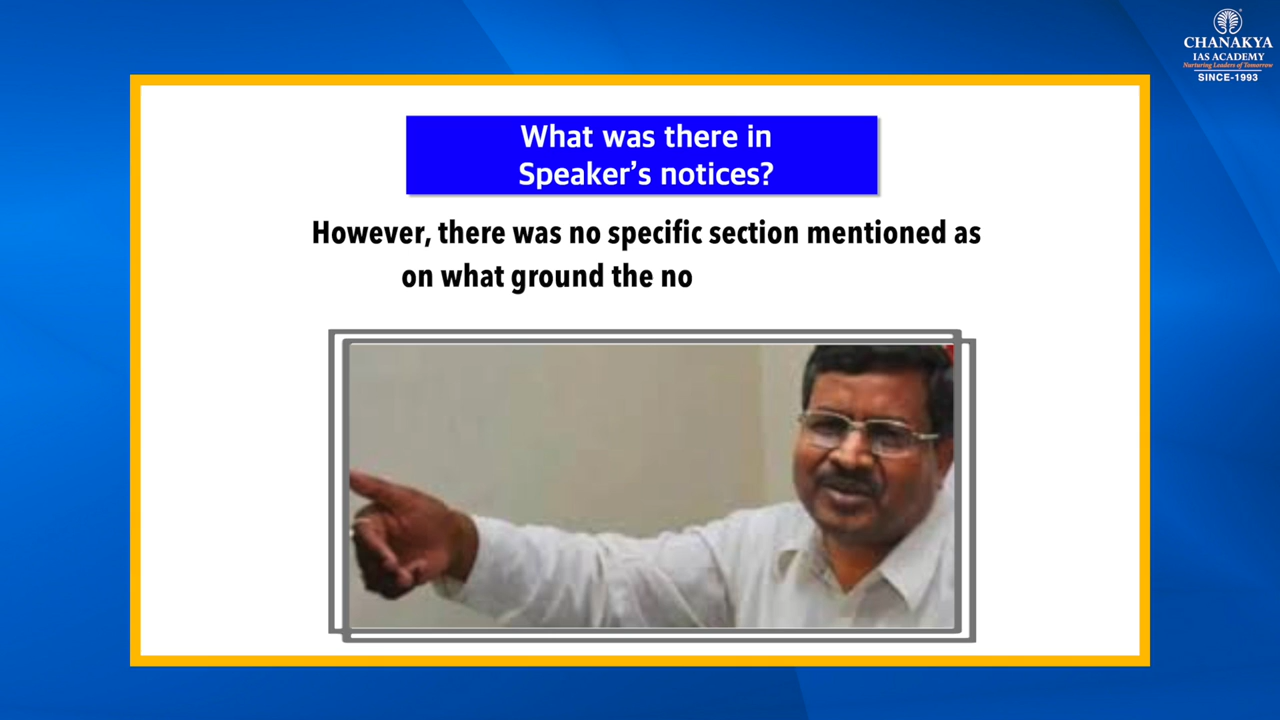 CHANAKYA
IAS ACADEMY
Nurturing Leaders of Tomorrow
SINCE-1993
What was there in
Speaker’s notices?
However, there was no specific section mentioned as
on what ground the no